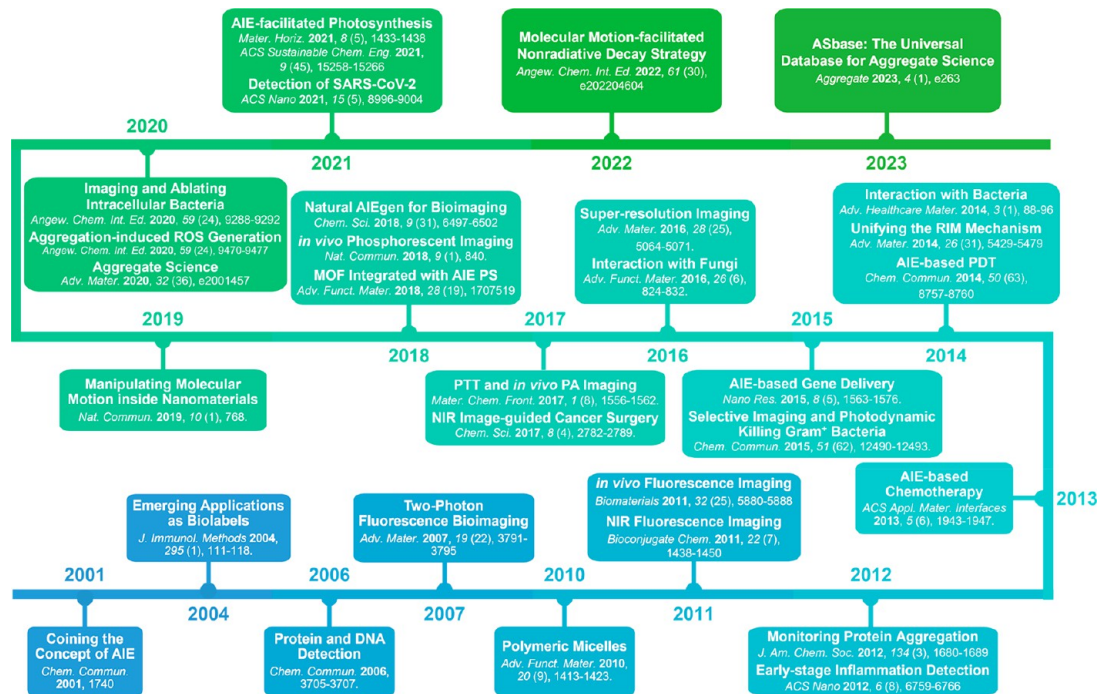 AIE-facilitated Photosynthesis
Mater. Horiz. 2021, 8 (5), 1433-1438
ACS Sustainable Chem. Eng. 2021,
9 (45), 15258-15266
Detection of SARS-CoV-2
ACS Nano 2021, 15 (5), 8996-9004
Molecular Motion-facilitated
Nonradiative Decay Strategy
Angew. Chem. Int. Ed. 2022, 61 (30),
e202204604
ASbase: The Universal
Database for Aggregate Science
Aggregate 2023, 4 (1), e263
2020
2021
2022
2023
Imaging and Ablating
Intracellular Bacteria
Angew. Chem. Int. Ed. 2020, 59 (24), 9288-9292
Aggregation-induced ROS Generation
Angew. Chem. Int. Ed. 2020, 59 (24), 9470-9477
Aggregate Science
Adv. Mater. 2020, 32 (36), e2001457
Natural AIEgen for Bioimaging
Chem. Sci. 2018, 9 (31), 6497-6502
in vivo Phosphorescent Imaging
Nat. Commun. 2018, 9 (1), 840.
MOF Integrated with AIE PS
Adv. Funct. Mater. 2018, 28 (19), 1707519
Super-resolution Imaging
Adv. Mater. 2016, 28 (25),
5064-5071.
Interaction with Fungi
Adv. Funct. Mater. 2016, 26 (6),
824-832.
Interaction with Bacteria
Adv. Healthcare Mater. 2014, 3 (1), 88-96
Unifying the RIM Mechanism
Adv. Mater. 2014, 26 (31), 5429-5479
AIE-based PDT
Chem. Commun. 2014, 50 (63),
8757-8760
2019
2018
2017
2016
2015
2014
Manipulating Molecular
Motion inside Nanomaterials
Nat. Commun. 2019, 10 (1), 768.
PTT and in vivo PA Imaging
Mater. Chem. Front. 2017, 1 (8), 1556-1562.
NIR Image-guided Cancer Surgery
Chem. Sci. 2017, 8 (4), 2782-2789.
AIE-based Gene Delivery
Nano Res. 2015, 8 (5), 1563-1576.
Selective Imaging and Photodynamic
Killing Gram⁺ Bacteria
Chem. Commun. 2015, 51 (62), 12490-12493.
AIE-based
Chemotherapy
ACS Appl. Mater. Interfaces
2013, 5 (6), 1943-1947.
2013
Emerging Applications
as Biolabels
J. Immunol. Methods 2004,
295 (1), 111-118.
Two-Photon
Fluorescence Bioimaging
Adv. Mater. 2007, 19 (22), 3791-
3795
in vivo Fluorescence Imaging
Biomaterials 2011, 32 (25), 5880-5888
NIR Fluorescence Imaging
Bioconjugate Chem. 2011, 22 (7),
1438-1450
2001
2004
2006
2007
2010
2011
2012
Coining the
Concept of AIE
Chem. Commun.
2001, 1740
Protein and DNA
Detection
Chem. Commun. 2006,
3705-3707.
Polymeric Micelles
Adv. Funct. Mater. 2010,
20 (9), 1413-1423.
Monitoring Protein Aggregation
J. Am. Chem. Soc. 2012, 134 (3), 1680-1689
Early-stage Inflammation Detection
ACS Nano 2012, 6 (8), 6759-6766